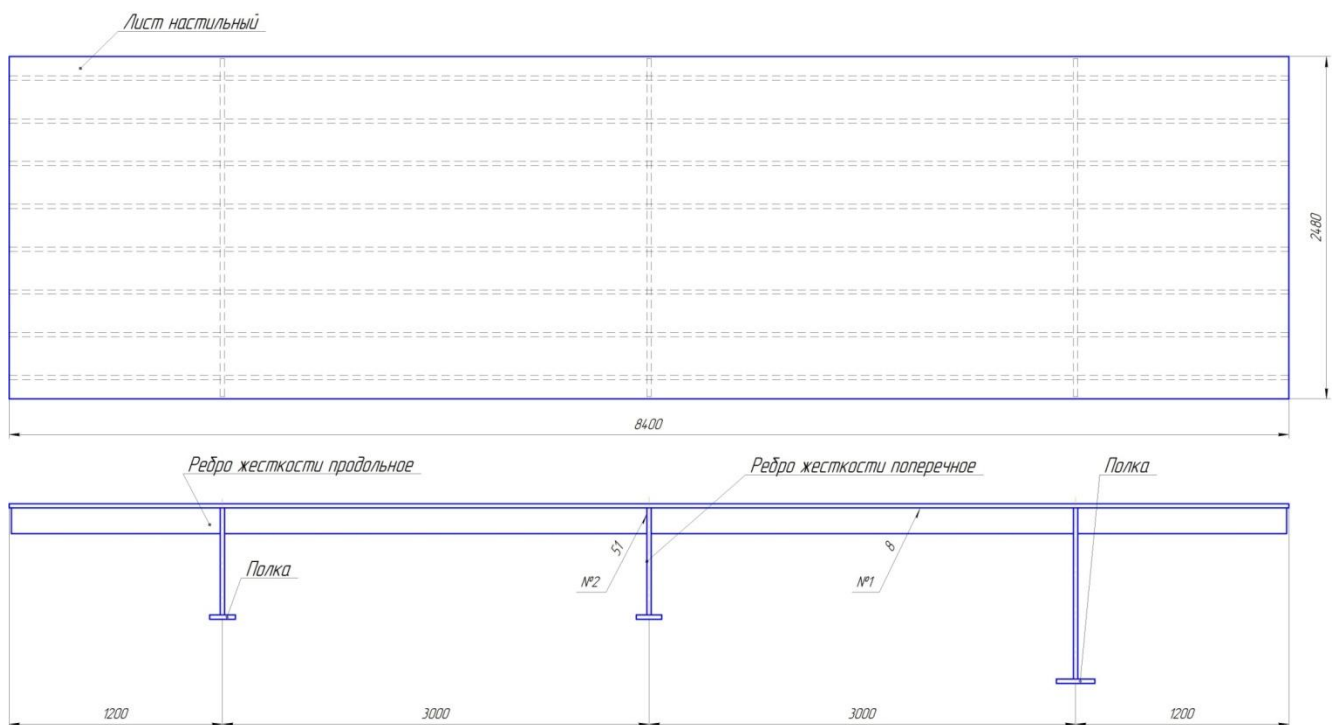 Лист настильный
2480
8400
Ребро жесткости продольное
Ребро жесткости поперечное
Полка
Полка
51
№2
8
№1
1200
3000
3000
1200